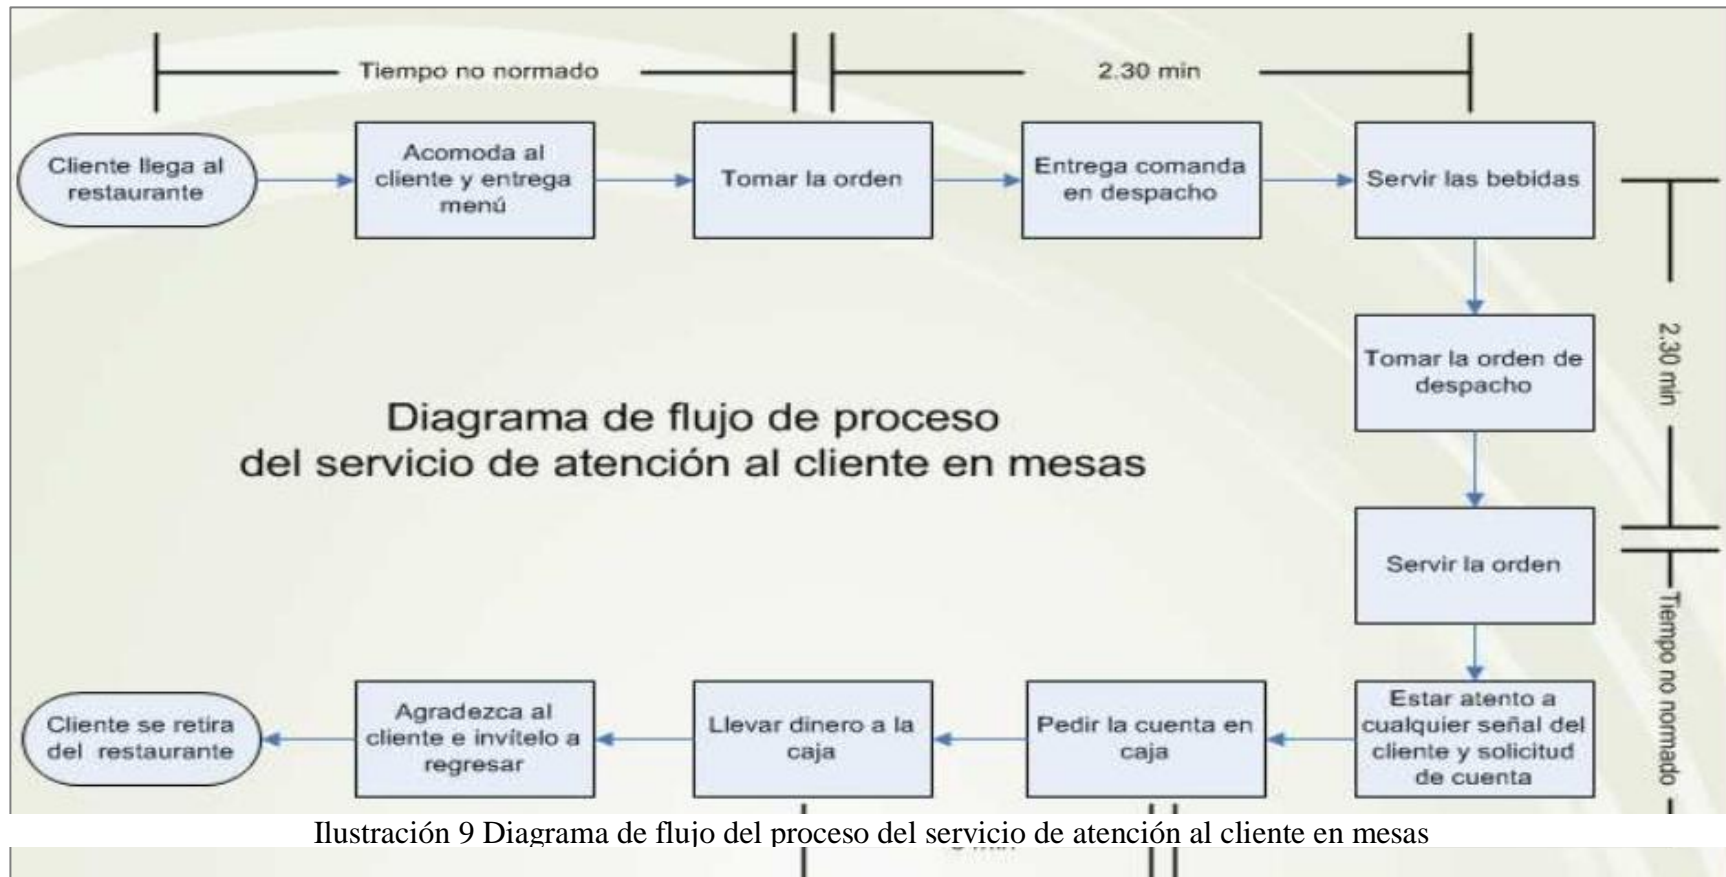 Tiempo no normado
2.30 min
Cliente llega al
restaurante
Acomoda al
cliente y entrega
menú
Tomar la orden
Entrega comanda
en despacho
Servir las bebidas
2.30 min
Tomar la orden de
despacho
Diagrama de flujo de proceso
del servicio de atención al cliente en mesas
Servir la orden
Tiempo no normado
Estar atento a
cualquier señal del
cliente y solicitud
de cuenta
Pedir la cuenta en
caja
Llevar dinero a la
caja
Agradezca al
cliente e invítelo a
regresar
Cliente se retira
del restaurante
Ilustración 9 Diagrama de flujo del proceso del servicio de atención al cliente en mesas